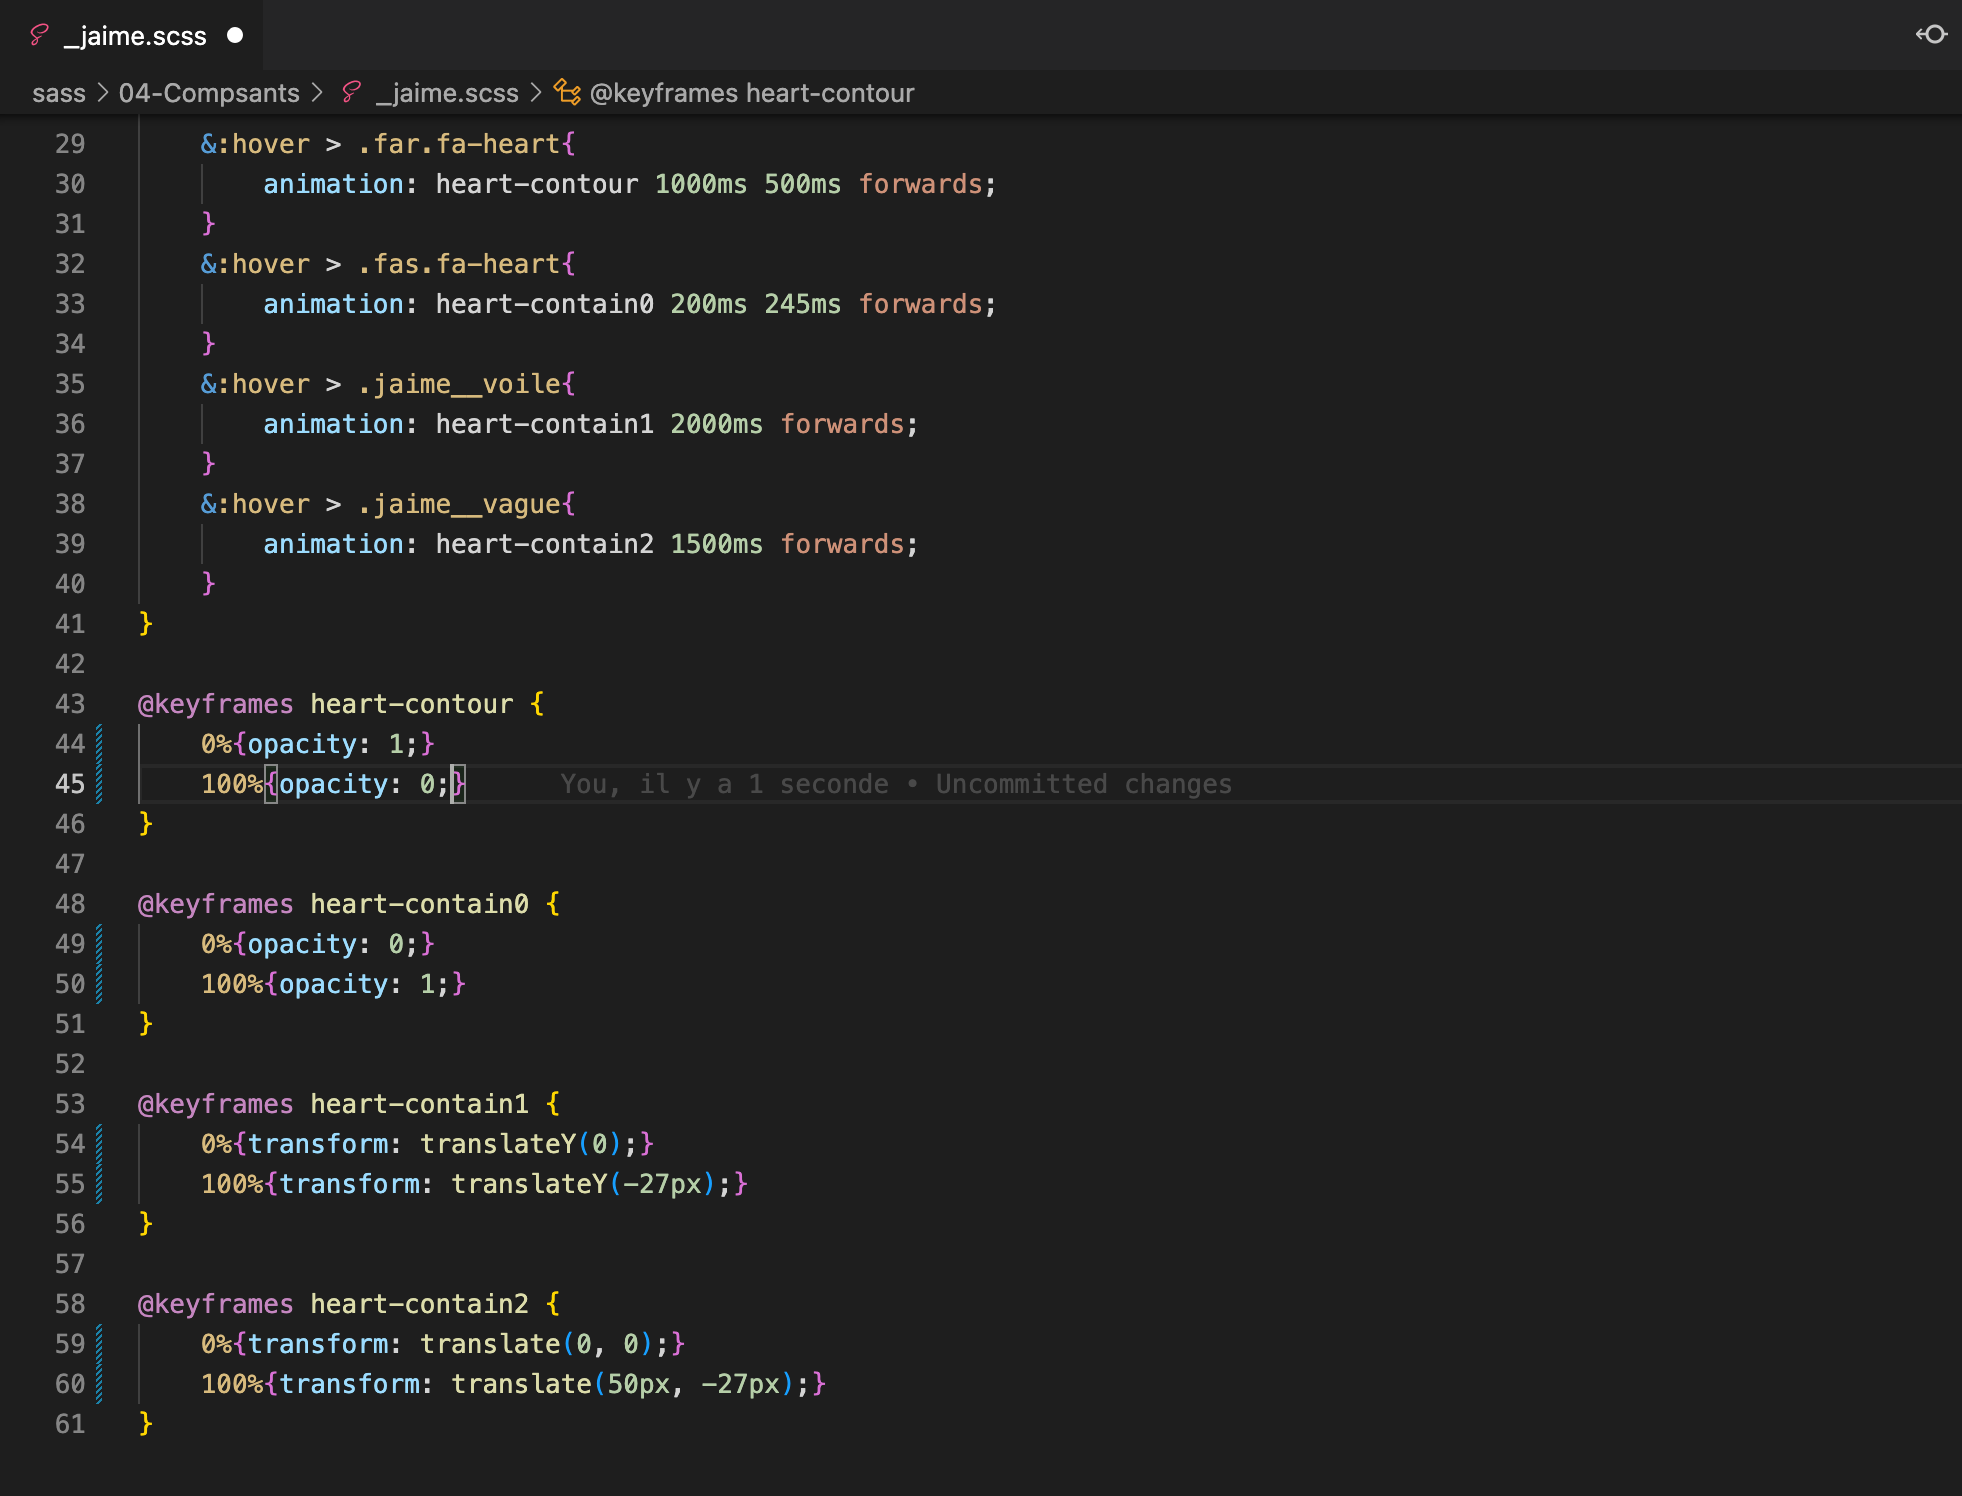 _jaime.scss
sass > 04-Compsants > _jaime.scss > @keyframes heart-contour
29 &:hover > .far.fa-heart{
30 animation: heart-contour 1000ms 500ms forwards;
31 }
32 &:hover > .fas.fa-heart{
33 animation: heart-contain0 200ms 245ms forwards;
34 }
35 &:hover > .jaime__voile{
36 animation: heart-contain1 2000ms forwards;
37 }
38 &:hover > .jaime__vague{
39 animation: heart-contain2 1500ms forwards;
40 }
41 }
42
43 @keyframes heart-contour {
44 0%{opacity: 1;}
45 100%{opacity: 0;} You, il y a 1 seconde • Uncommitted changes
46 }
47
48 @keyframes heart-contain0 {
49 0%{opacity: 0;}
50 100%{opacity: 1;}
51 }
52
53 @keyframes heart-contain1 {
54 0%{transform: translateY(0);}
55 100%{transform: translateY(-27px);}
56 }
57
58 @keyframes heart-contain2 {
59 0%{transform: translate(0, 0);}
60 100%{transform: translate(50px, -27px);}
61 }